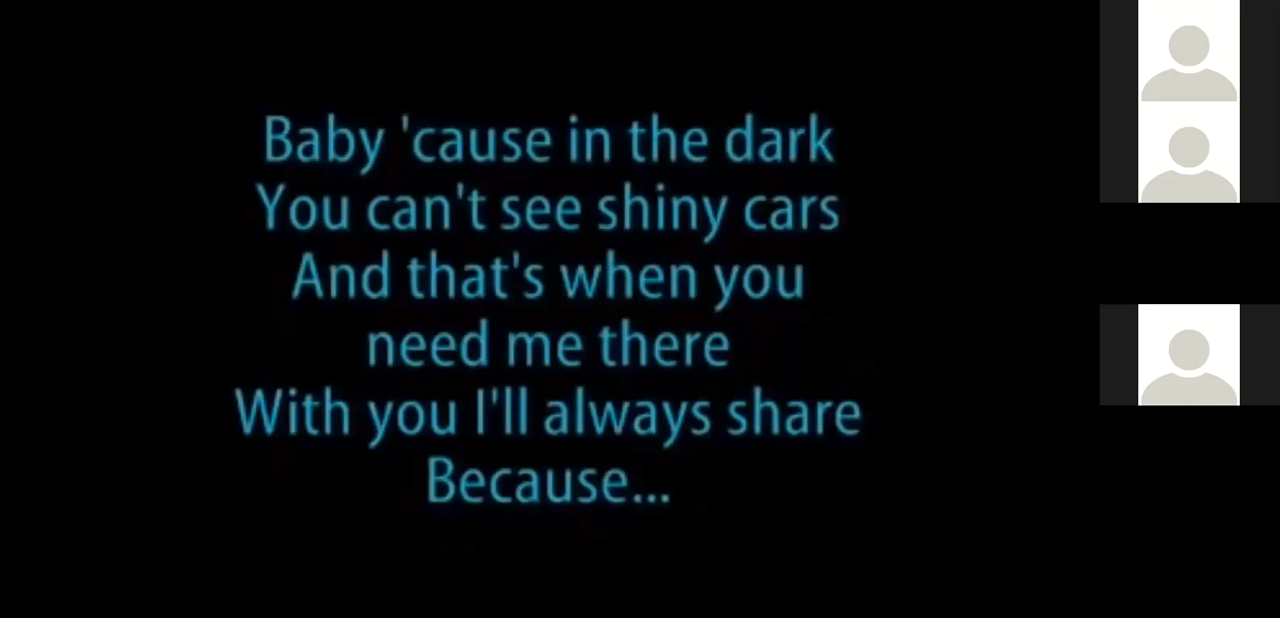 Baby 'cause in the dark
You can't see shiny cars
And that's when you
need me there
With you I'll always share
Because...